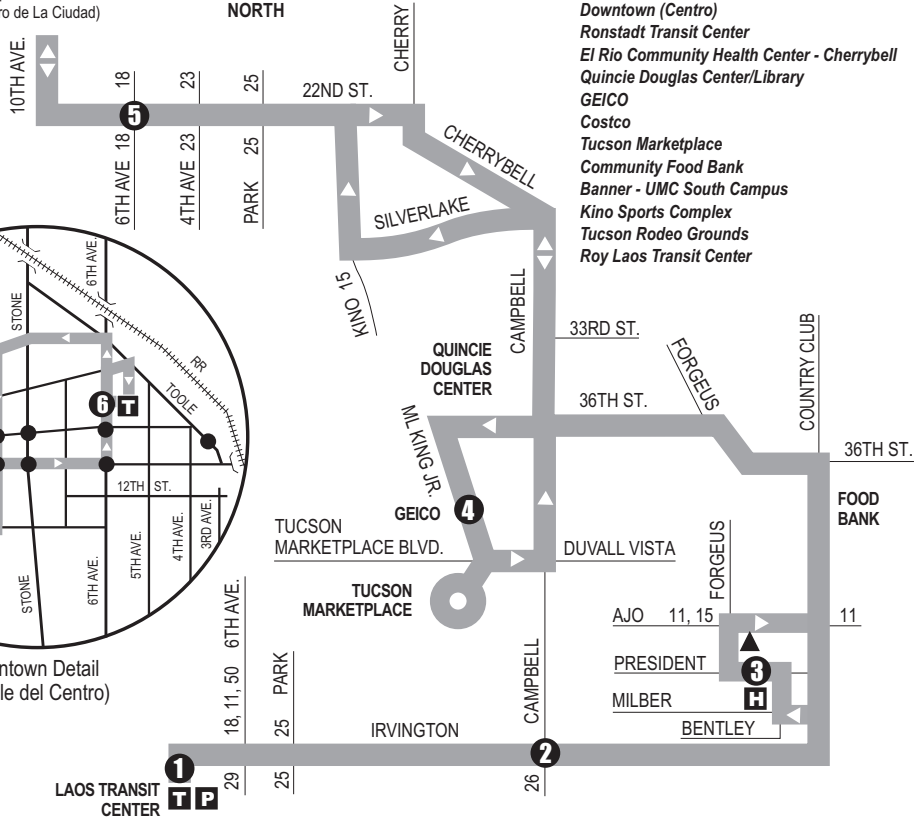 ro de La Ciudad)
NORTH
Downtown (Centro)
Ronstadt Transit Center
El Rio Community Health Center - Cherrybell
Quincie Douglas Center/Library
GEICO
Costco
Tucson Marketplace
Community Food Bank
Banner - UMC South Campus
Kino Sports Complex
Tucson Rodeo Grounds
Roy Laos Transit Center
10TH AVE.
18
23
25
22ND ST.
CHERRY
5
6TH AVE 18
4TH AVE 23
PARK 25
CHERRYBELL
SILVERLAKE
KINO 15
CAMPBELL
33RD ST.
QUINCIE
DOUGLAS
CENTER
FORGEUS
COUNTRY CLUB
36TH ST.
36TH ST.
ML KING JR.
GEICO
4
FOOD
BANK
TUCSON
MARKETPLACE BLVD.
DUVALL VISTA
TUCSON
MARKETPLACE
FORGEUS
AJO 11, 15
11
PRESIDENT
3
H
MILBER
BENTLEY
CAMPBELL
18, 11, 50 6TH AVE.
25 PARK
IRVINGTON
2
1
29
25
26
LAOS TRANSIT
CENTER
T P
STONE
6TH AVE.
RR
TOOLE
6 T
12TH ST.
STONE
6TH AVE.
5TH AVE.
4TH AVE.
3RD AVE.
ntown Detail
le del Centro)